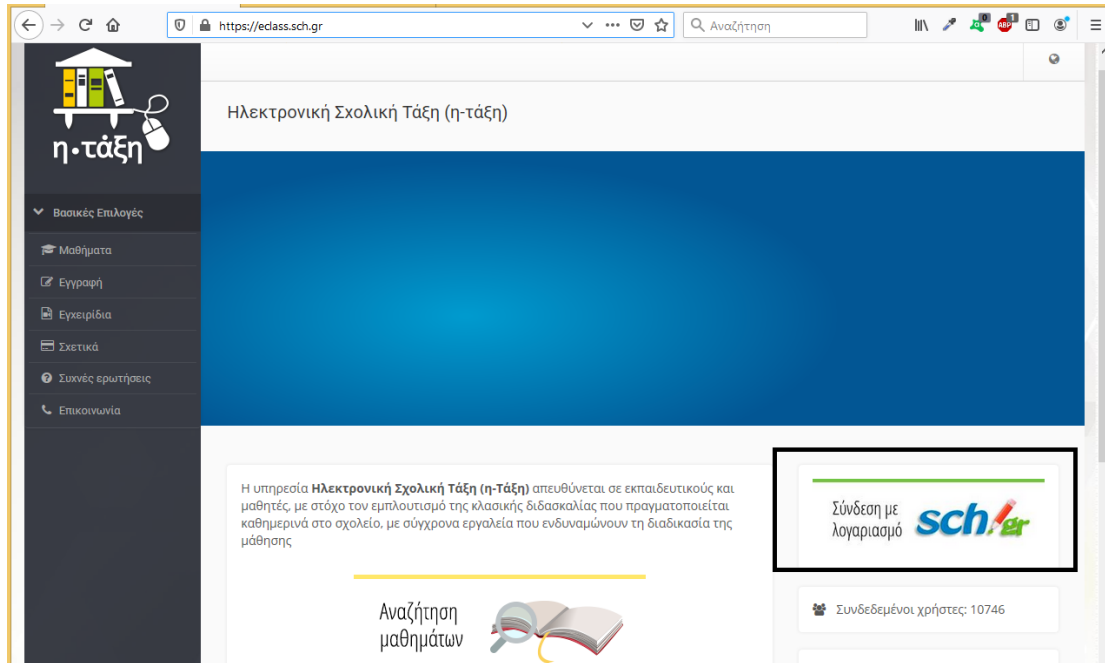 https://eclass.sch.gr
Αναζήτηση
0
ABP
1
η·τάξη
Ηλεκτρονική Σχολική Τάξη (η-τάξη)
Βασικές Επιλογές
Μαθήματα
Εγγραφή
Εγχειρίδια
Σχετικά
Συχνές ερωτήσεις
Επικοινωνία
Η υπηρεσία Ηλεκτρονική Σχολική Τάξη (η-Τάξη) απευθύνεται σε εκπαιδευτικούς και
μαθητές, με στόχο τον εμπλουτισμό της κλασικής διδασκαλίας που πραγματοποιείται
καθημερινά στο σχολείο, με σύγχρονα εργαλεία που ενδυναμώνουν τη διαδικασία της
μάθησης
Αναζήτηση
μαθημάτων
Σύνδεση με
λογαριασμό
sch gr
Συνδεδεμένοι χρήστες: 10746